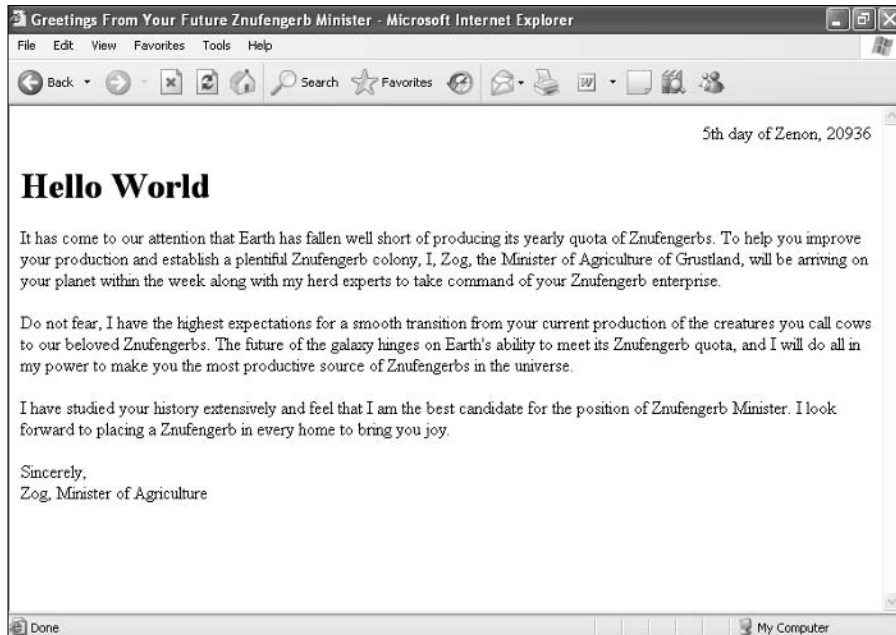 Greetings From Your Future Znufengerb Minister - Microsoft Internet Explorer
File Edit View Favorites Tools Help
Back Search Favorites W
5th day of Zenon, 20936
Hello World
It has come to our attention that Earth has fallen well short of producing its yearly quota of Znufengerbs. To help you improve
your production and establish a plentiful Znufengerb colony, I, Zog, the Minister of Agriculture of Grustland, will be arriving on
your planet within the week along with my herd experts to take command of your Znufengerb enterprise.
Do not fear, I have the highest expectations for a smooth transition from your current production of the creatures you call cows
to our beloved Znufengerbs. The future of the galaxy hinges on Earth's ability to meet its Znufengerb quota, and I will do all in
my power to make you the most productive source of Znufengerbs in the universe.
I have studied your history extensively and feel that I am the best candidate for the position of Znufengerb Minister. I look
forward to placing a Znufengerb in every home to bring you joy.
Sincerely,
Zog, Minister of Agriculture
Done My Computer